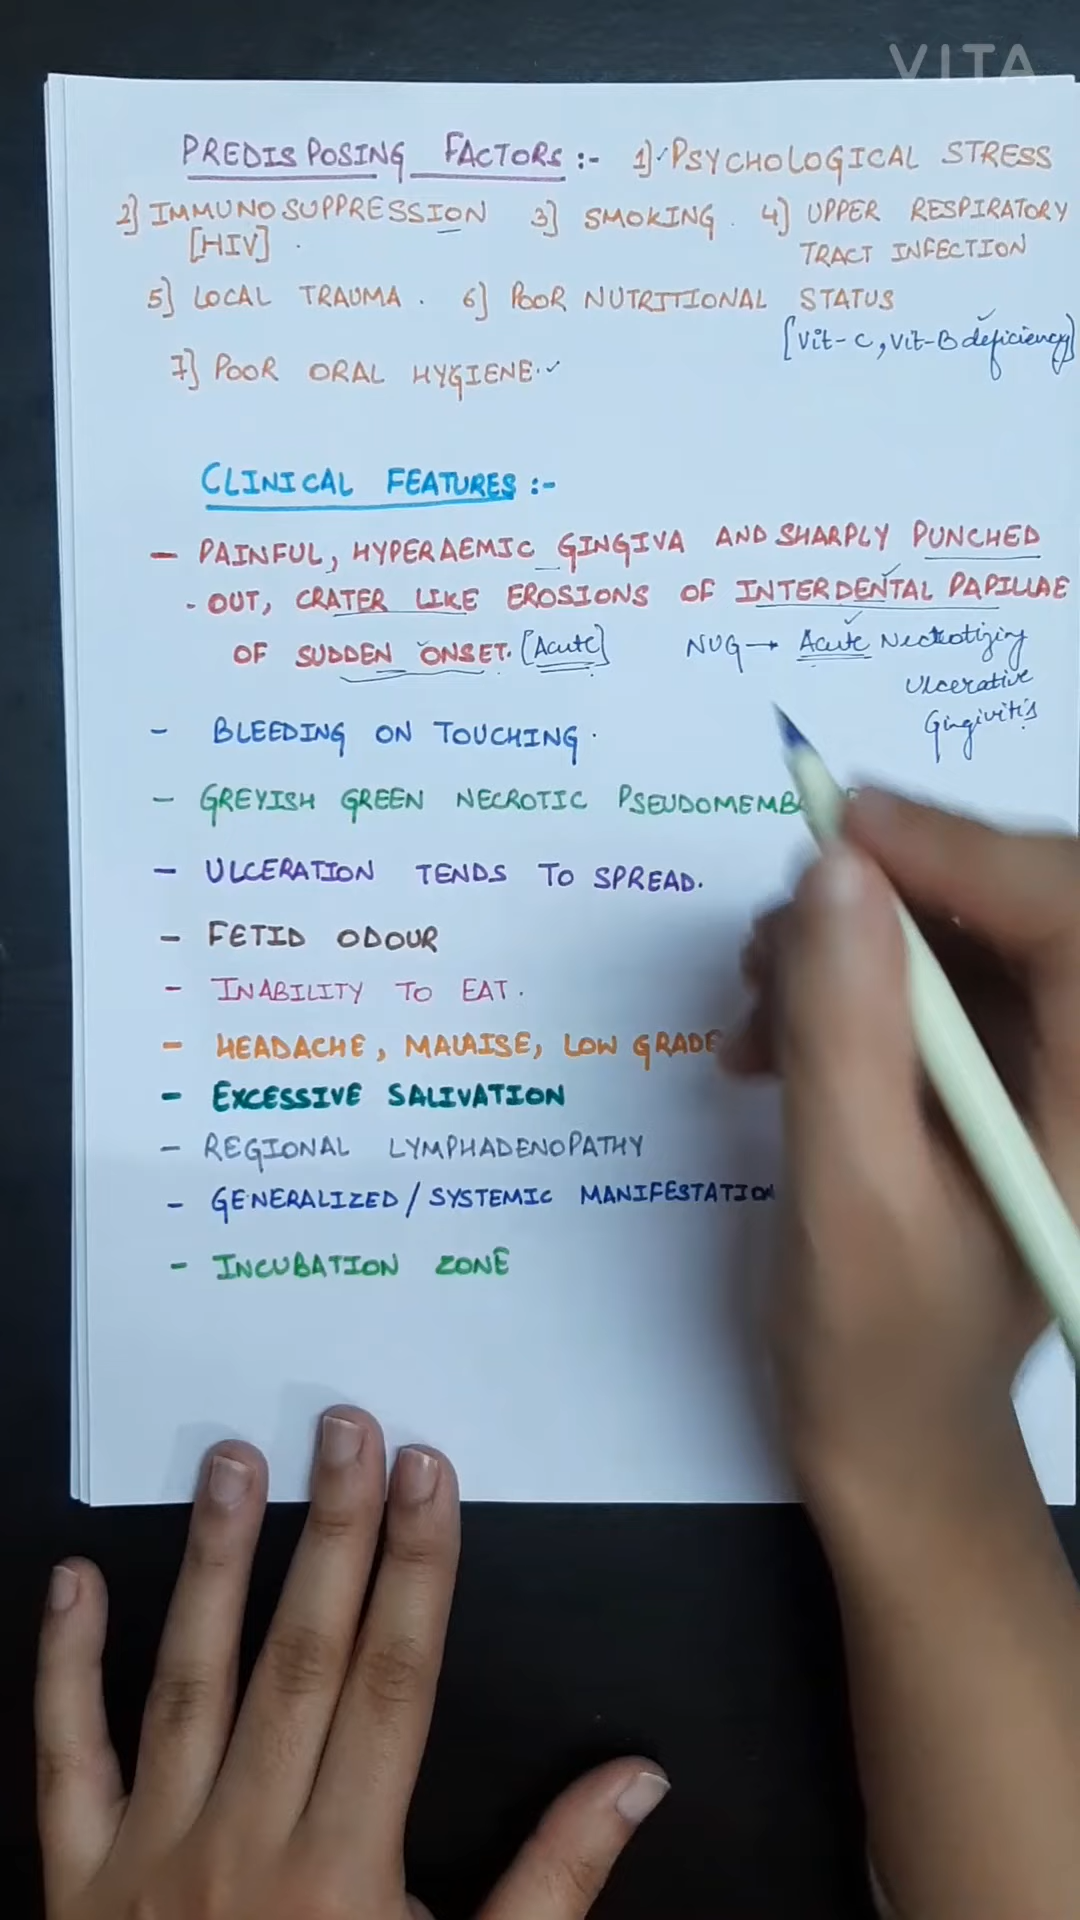 VITA
PREDISPOSING FACTORS :- 1] PSYCHOLOGICAL STRESS
2] IMMUNOSUPPRESSION 3] SMOKING. 4] UPPER RESPIRATORY
[HIV]. TRACT INFECTION
5] LOCAL TRAUMA. 6] POOR NUTRITIONAL STATUS
[Vit-C, Vit-B deficiency]
7] POOR ORAL HYGIENE.
CLINICAL FEATURES :-
- PAINFUL, HYPERAEMIC GINGIVA AND SHARPLY PUNCHED
- OUT, CRATER LIKE EROSIONS OF INTERDENTAL PAPILLAE
OF SUDDEN ONSET. [Acute] NUG → Acute Necrotizing
Ulcerative
Gingivitis
- BLEEDING ON TOUCHING.
- GREYISH GREEN NECROTIC
- ULCERATION TENDS TO SPREAD.
- FETID ODOUR
- INABILITY TO EAT.
- HEADACHE, MALAISE, LOW GRADE
- EXCESSIVE SALIVATION
- REGIONAL LYMPHADENOPATHY
- GENERALIZED/SYSTEMIC MANIFESTATION
- INCUBATION ZONE